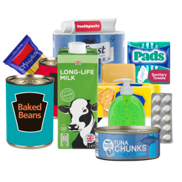 Toothpaste
Pads
Sanitary
Towels
LONG-LIFE
MILK
Baked
Beans
TUNA
CHUNKS